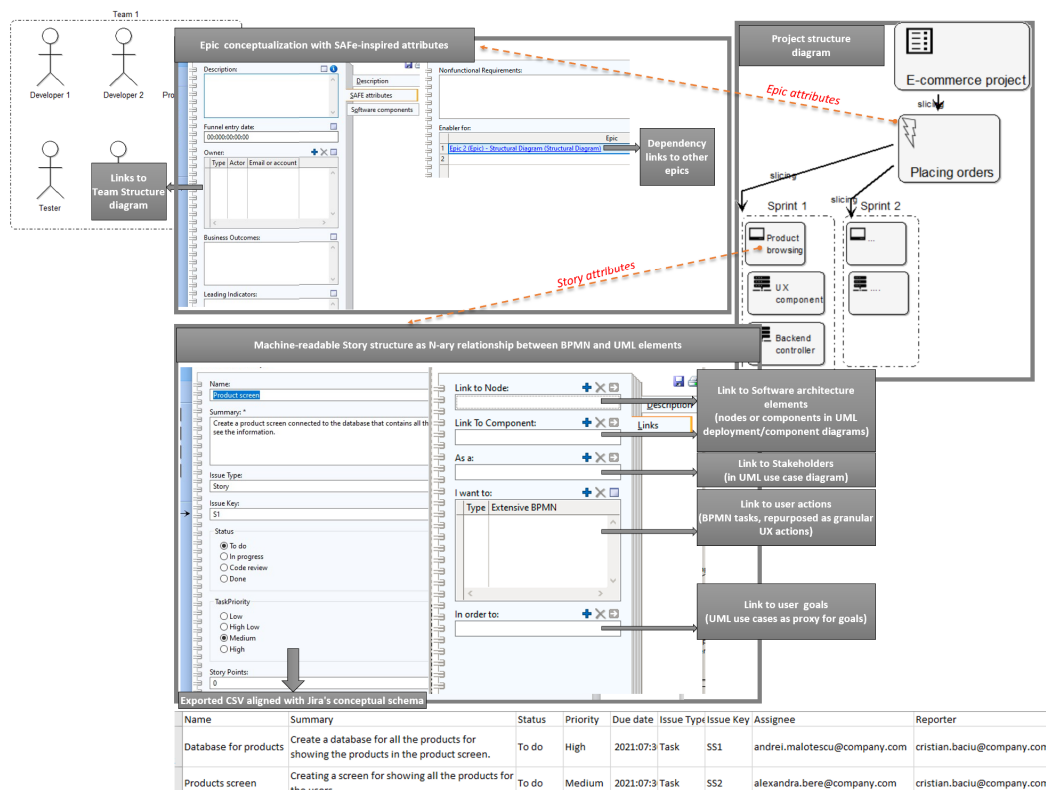 Team 1
Developer 1
Developer 2
Tester
Links to
Team Structure
diagram
Epic conceptualization with SAFe-inspired attributes
Description:
Funnel entry date:
00:000:00:00:00
Owner:
Type Actor Email or account
Business Outcomes:
Leading Indicators:
Description
SAFE attributes
Software components
Nonfunctional Requirements:
Enabler for:
Epic
1 Epic 2 (Epic) - Structural Diagram (Structural Diagram)
2
Dependency
links to other
epics
Project structure
diagram
E-commerce project
slicing
Epic attributes
Placing orders
slicing
slicing
Sprint 1
Sprint 2
Product
browsing
...
UX
component
....
Backend
controller
Story attributes
Machine-readable Story structure as N-ary relationship between BPMN and UML elements
Name:
Product screen
Summary: *
Create a product screen connected to the database that contains all th
see the information.
Issue Type:
Story
Issue Key:
S1
Status
To do
In progress
Code review
Done
TaskPriority
Low
High Low
Medium
High
Story Points:
0
Link to Node:
Link To Component:
As a:
I want to:
Type Extensive BPMN
In order to:
Description
Links
Link to Software architecture
elements
(nodes or components in UML
deployment/component diagrams)
Link to Stakeholders
(in UML use case diagram)
Link to user actions
(BPMN tasks, repurposed as granular
UX actions)
Link to user goals
(UML use cases as proxy for goals)
Exported CSV aligned with Jira's conceptual schema
Name Summary Status Priority Due date Issue Type Issue Key Assignee Reporter
Database for products Create a database for all the products for
showing the products in the product screen. To do High 2021:07:3 Task SS1 andrei.malotescu@company.com cristian.baciu@company.com
Products screen Creating a screen for showing all the products for To do Medium 2021:07:3 Task SS2 alexandra.bere@company.com cristian.baciu@company.com